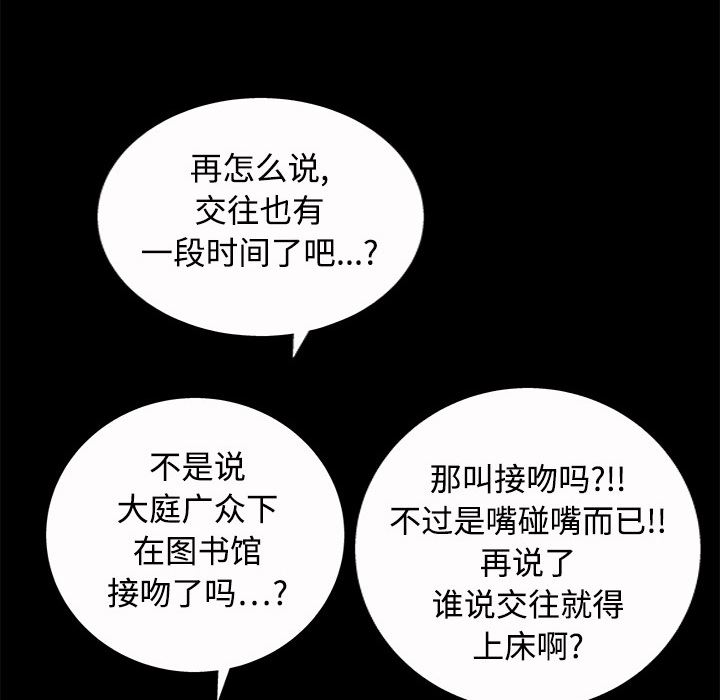 再怎么说,
交往也有
一段时间了吧...?
不是说
大庭广众下
在图书馆
接吻了吗...?
那叫接吻吗?!!
不过是嘴碰嘴而已!!
再说了
谁说交往就得
上床啊?